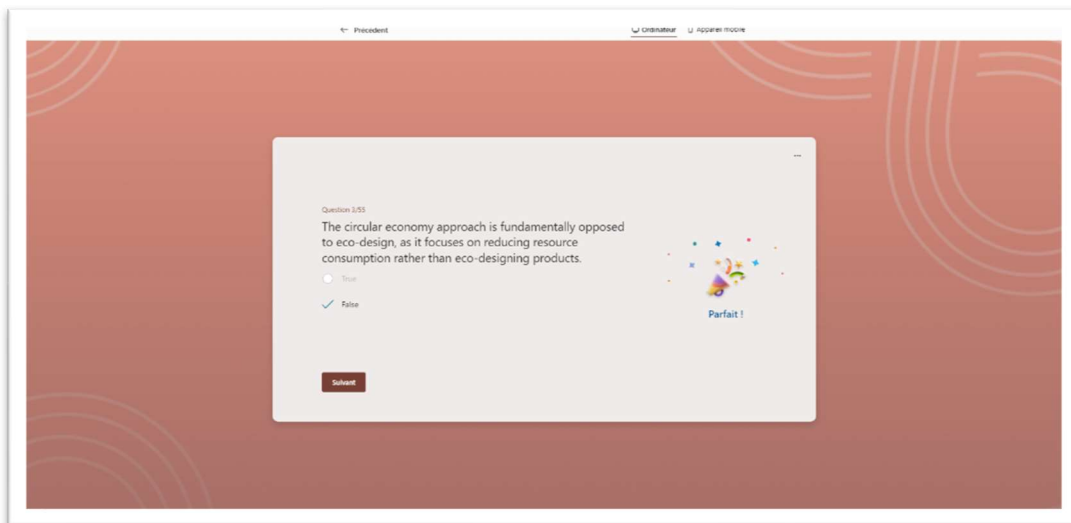 ← Précédent
Ordinateur Appareil mobile
...
Question 3/55
The circular economy approach is fundamentally opposed
to eco-design, as it focuses on reducing resource
consumption rather than eco-designing products.
True
False
Parfait !
Suivant